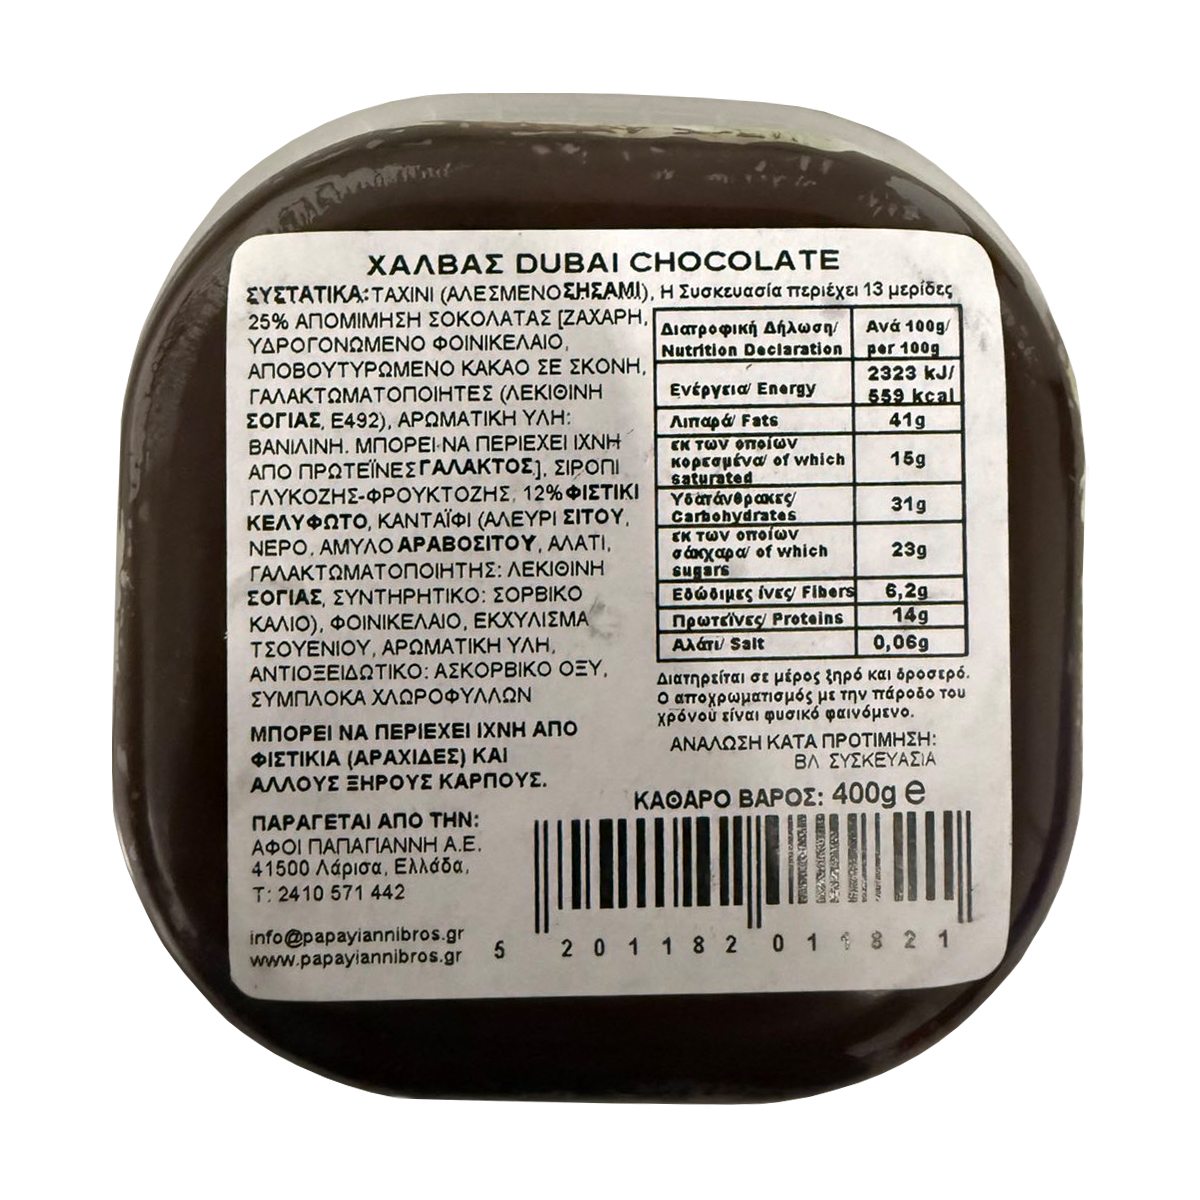 ΧΑΛΒΑΣ DUBAI CHOCOLATE
ΣΥΣΤΑΤΙΚΑ: ΤΑΧΙΝΙ (ΑΛΕΣΜΕΝΟ ΣΗΣΑΜΙ),
25% ΑΠΟΜΙΜΗΣΗ ΣΟΚΟΛΑΤΑΣ [ΖΑΧΑΡΗ,
ΥΔΡΟΓΟΝΩΜΕΝΟ ΦΟΙΝΙΚΕΛΑΙΟ,
ΑΠΟΒΟΥΤΥΡΩΜΕΝΟ ΚΑΚΑΟ ΣΕ ΣΚΟΝΗ,
ΓΑΛΑΚΤΩΜΑΤΟΠΟΙΗΤΕΣ (ΛΕΚΙΘΙΝΗ
ΣΟΓΙΑΣ, Ε492), ΑΡΩΜΑΤΙΚΗ ΥΛΗ:
ΒΑΝΙΛΙΝΗ. ΜΠΟΡΕΙ ΝΑ ΠΕΡΙΕΧΕΙ ΙΧΝΗ
ΑΠΟ ΠΡΩΤΕΪΝΕΣ ΓΑΛΑΚΤΟΣ], ΣΙΡΟΠΙ
ΓΛΥΚΟΖΗΣ-ΦΡΟΥΚΤΟΖΗΣ, 12% ΦΙΣΤΙΚΙ
ΚΕΛΥΦΩΤΟ, ΚΑΝΤΑΪΦΙ (ΑΛΕΥΡΙ ΣΙΤΟΥ,
ΝΕΡΟ, ΑΜΥΛΟ ΑΡΑΒΟΣΙΤΟΥ, ΑΛΑΤΙ,
ΓΑΛΑΚΤΩΜΑΤΟΠΟΙΗΤΗΣ: ΛΕΚΙΘΙΝΗ
ΣΟΓΙΑΣ, ΣΥΝΤΗΡΗΤΙΚΟ: ΣΟΡΒΙΚΟ
ΚΑΛΙΟ), ΦΟΙΝΙΚΕΛΑΙΟ, ΕΚΧΥΛΙΣΜΑ
ΤΣΟΥΕΝΙΟΥ, ΑΡΩΜΑΤΙΚΗ ΥΛΗ,
ΑΝΤΙΟΞΕΙΔΩΤΙΚΟ: ΑΣΚΟΡΒΙΚΟ ΟΞΥ,
ΣΥΜΠΛΟΚΑ ΧΛΩΡΟΦΥΛΛΩΝ
ΜΠΟΡΕΙ ΝΑ ΠΕΡΙΕΧΕΙ ΙΧΝΗ ΑΠΟ
ΦΙΣΤΙΚΙΑ (ΑΡΑΧΙΔΕΣ) ΚΑΙ
ΑΛΛΟΥΣ ΞΗΡΟΥΣ ΚΑΡΠΟΥΣ.
ΠΑΡΑΓΕΤΑΙ ΑΠΟ ΤΗΝ:
ΑΦΟΙ ΠΑΠΑΓΙΑΝΝΗ Α.Ε.
41500 Λάρισα, Ελλάδα,
Τ: 2410 571 442
info@papayiannibros.gr
www.papayiannibros.gr
Η Συσκευασία περιέχει 13 μερίδες
Διατροφική Δήλωση/ Ανά 100g/
Nutrition Declaration per 100g
Ενέργεια/ Energy 2323 kJ/
559 kcal
Λιπαρά/ Fats 41g
εκ των οποίων
κορεσμένα/ of which 15g
saturated
Υδατάνθρακες/ 31g
Carbohydrates
εκ των οποίων
σάκχαρα/ of which 23g
sugars
Εδώδιμες ίνες/ Fibers 6,2g
Πρωτεΐνες/ Proteins 14g
Αλάτι/ Salt 0,06g
Διατηρείται σε μέρος ξηρό και δροσερό.
Ο αποχρωματισμός με την πάροδο του
χρόνου είναι φυσικό φαινόμενο.
ΑΝΑΛΩΣΗ ΚΑΤΑ ΠΡΟΤΙΜΗΣΗ:
ΒΛ ΣΥΣΚΕΥΑΣΙΑ
ΚΑΘΑΡΟ ΒΑΡΟΣ: 400g e
5 201182 011821